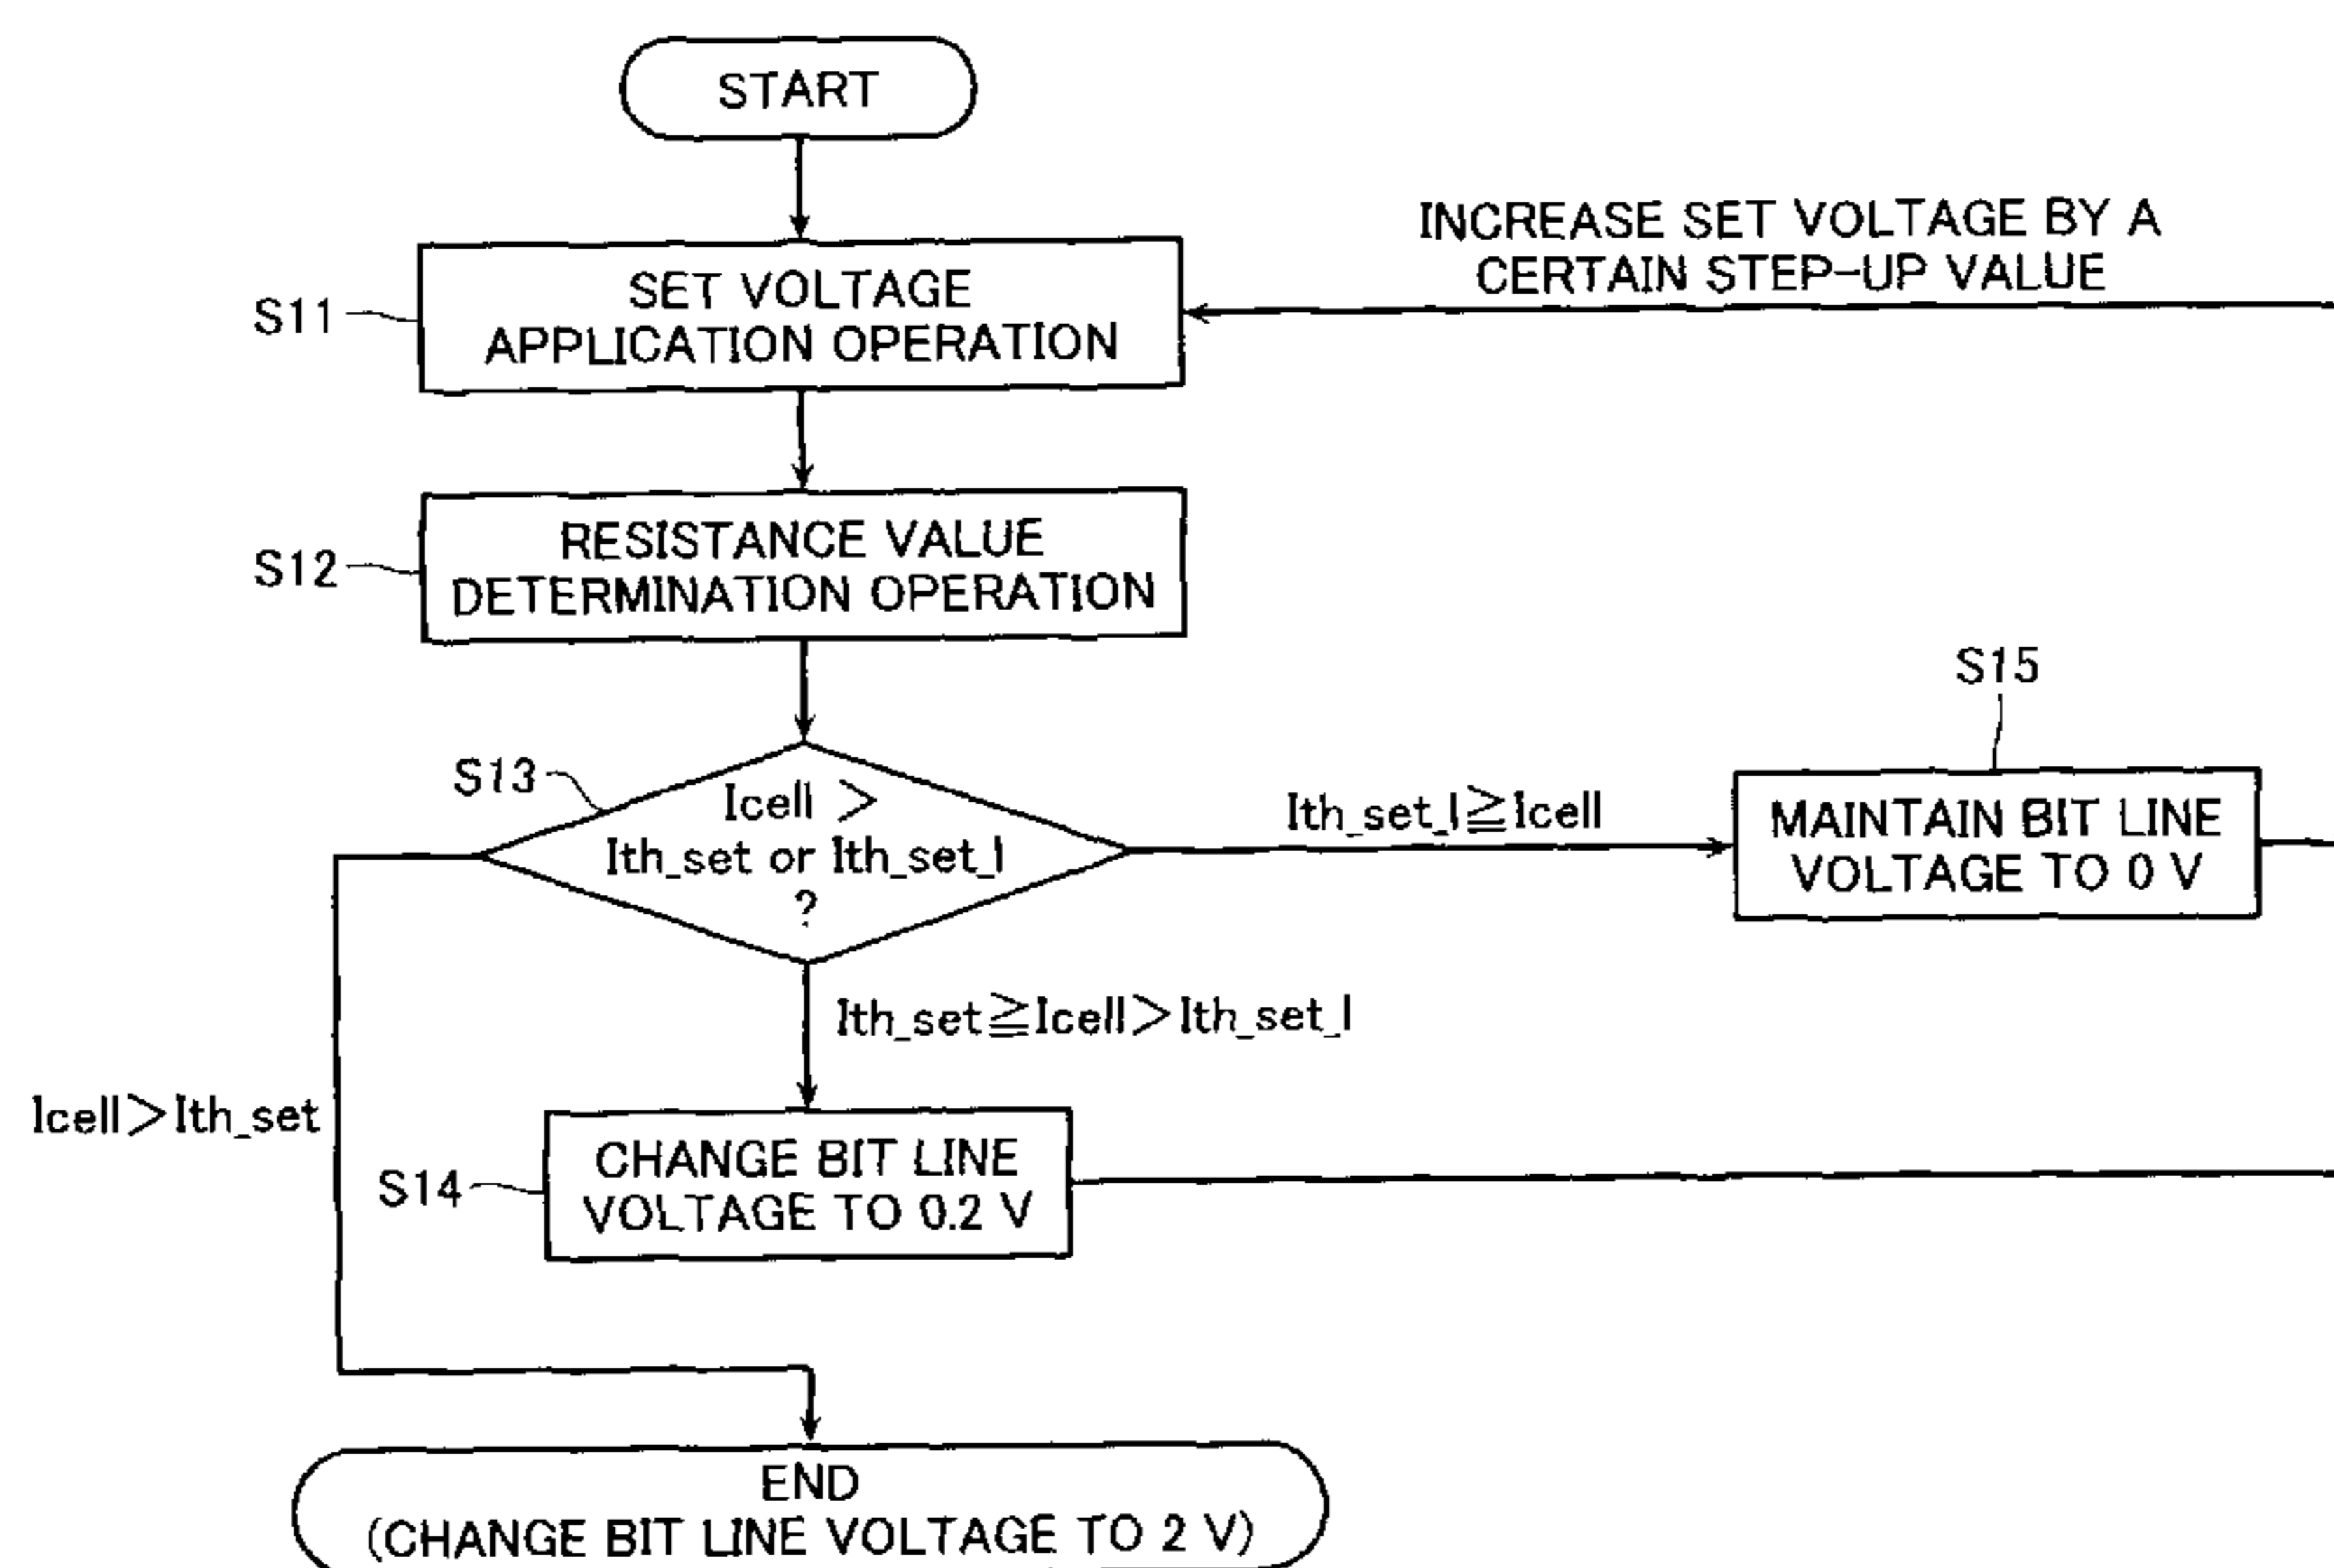 START
INCREASE SET VOLTAGE BY A
CERTAIN STEP-UP VALUE
S11
SET VOLTAGE
APPLICATION OPERATION
S12
RESISTANCE VALUE
DETERMINATION OPERATION
S15
S13
Icell >
Ith_set or Ith_set_l
?
Ith_set_l≧Icell
MAINTAIN BIT LINE
VOLTAGE TO 0 V
Ith_set≧Icell>Ith_set_l
Icell>Ith_set
S14
CHANGE BIT LINE
VOLTAGE TO 0.2 V
END
(CHANGE BIT LINE VOLTAGE TO 2 V)